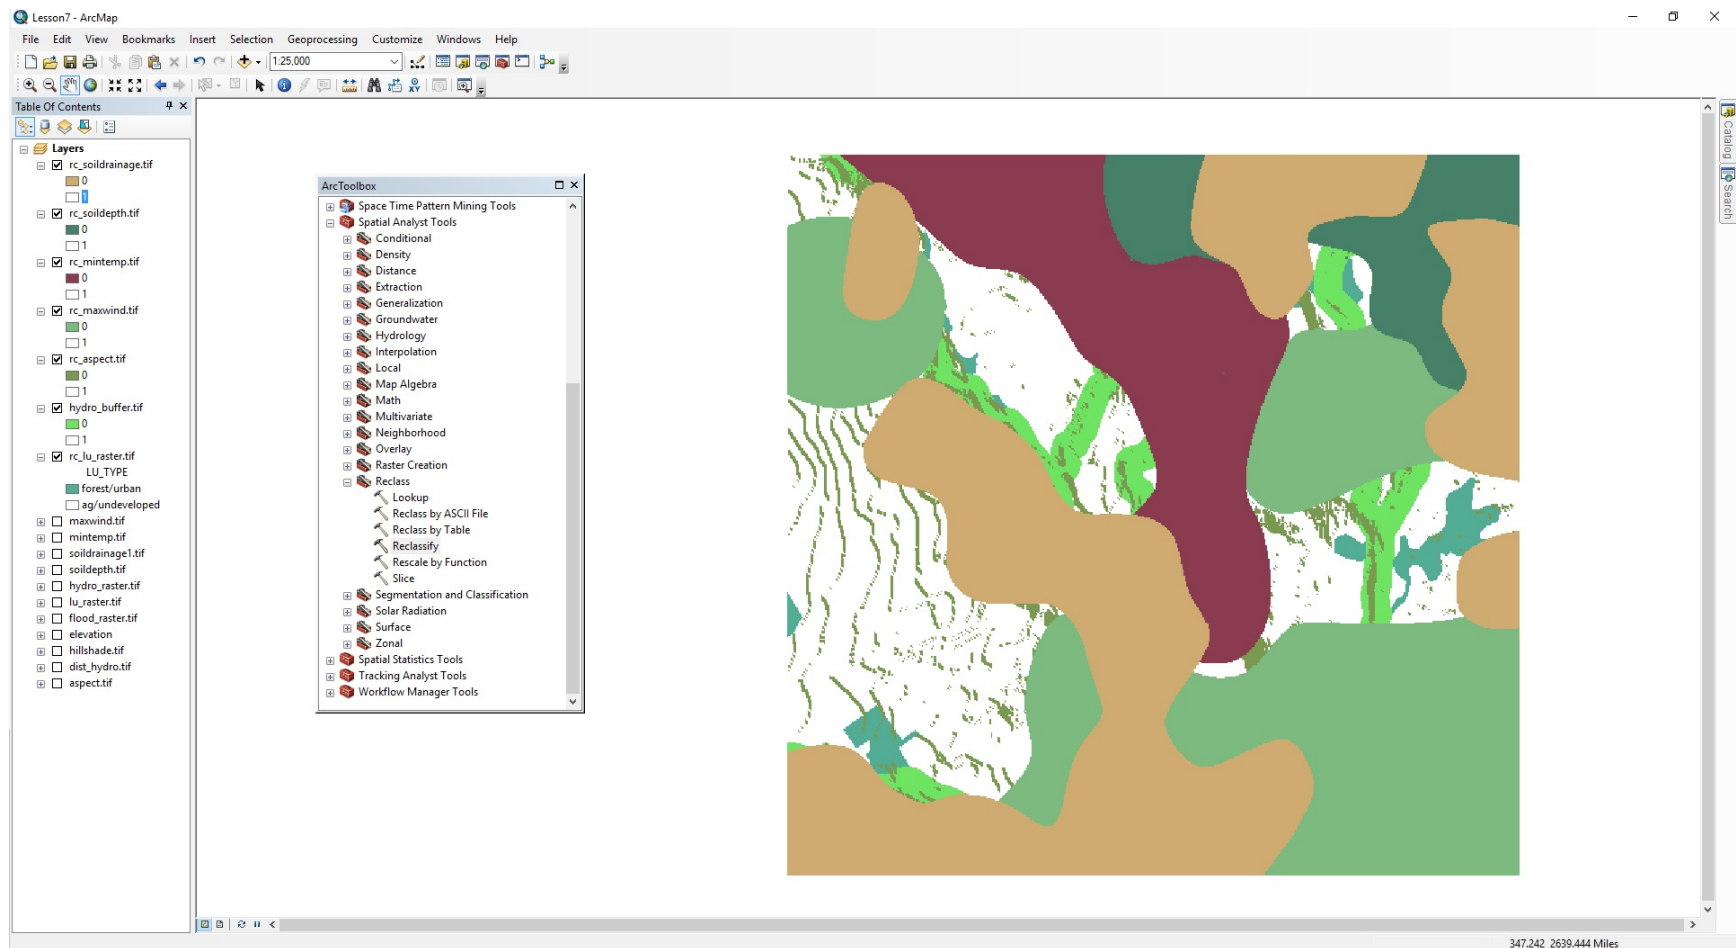 Lesson7 - ArcMap
File Edit View Bookmarks Insert Selection Geoprocessing Customize Windows Help
1:25,000
Table Of Contents
Layers
rc_soildrainage.tif
0
1
rc_soildepth.tif
0
1
rc_mintemp.tif
0
1
rc_maxwind.tif
0
1
rc_aspect.tif
0
1
hydro_buffer.tif
0
1
rc_lu_raster.tif
LU_TYPE
forest/urban
ag/undeveloped
maxwind.tif
mintemp.tif
soildrainage1.tif
soildepth.tif
hydro_raster.tif
lu_raster.tif
flood_raster.tif
elevation
hillshade.tif
dist_hydro.tif
aspect.tif
ArcToolbox
Space Time Pattern Mining Tools
Spatial Analyst Tools
Conditional
Density
Distance
Extraction
Generalization
Groundwater
Hydrology
Interpolation
Local
Map Algebra
Math
Multivariate
Neighborhood
Overlay
Raster Creation
Reclass
Lookup
Reclass by ASCII File
Reclass by Table
Reclassify
Rescale by Function
Slice
Segmentation and Classification
Solar Radiation
Surface
Zonal
Spatial Statistics Tools
Tracking Analyst Tools
Workflow Manager Tools
Catalog
Search
347.242 2639.444 Miles